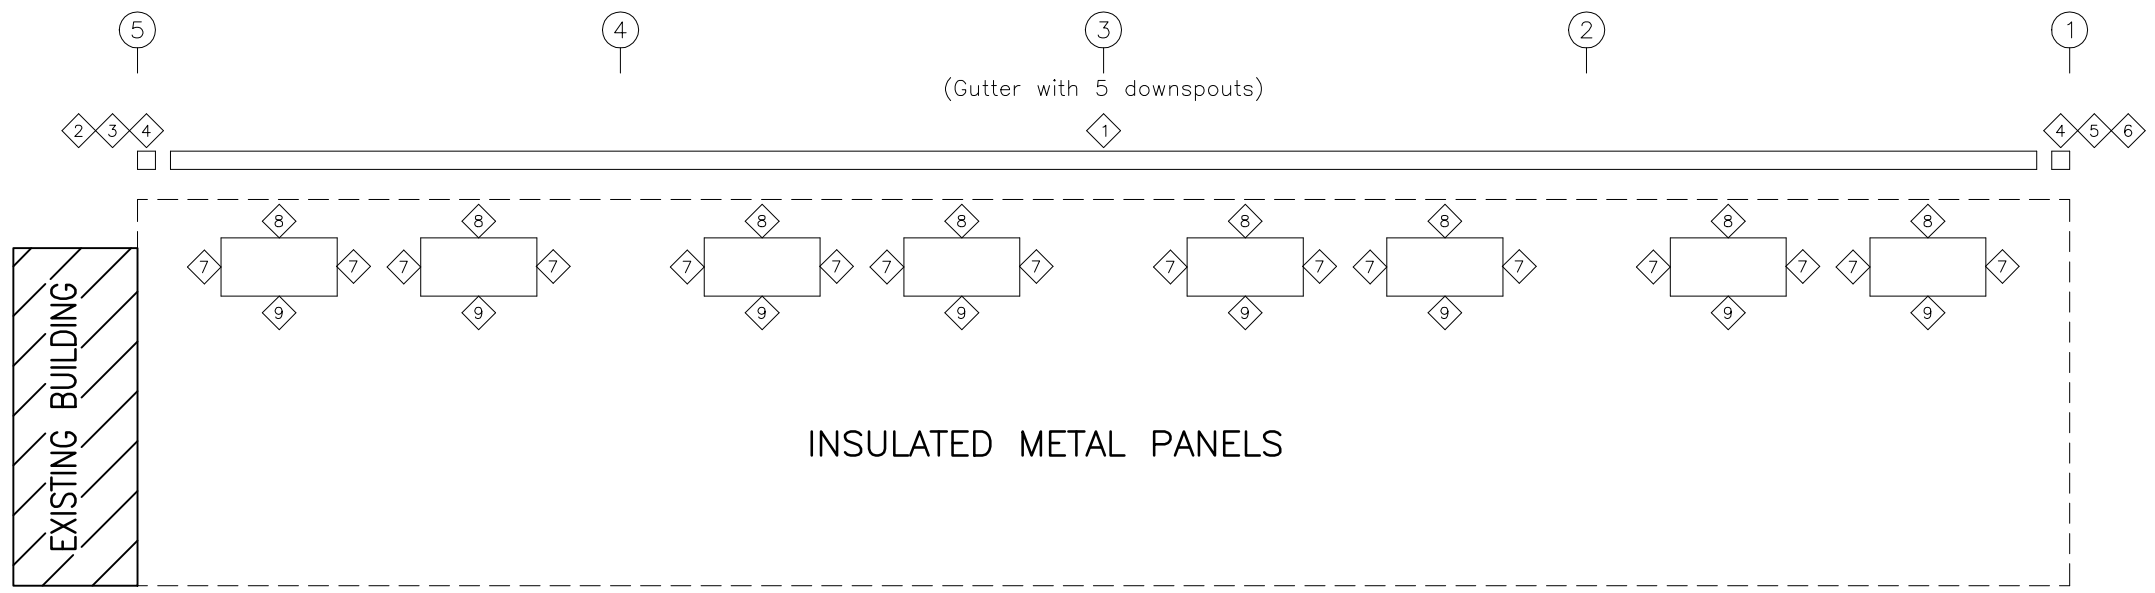 5 4 3 2 1
(Gutter with 5 downspouts)
2 3 4 1 4 5 6
8 8 8 8 8 8 8 8
7 7 7 7 7 7 7 7 7 7 7 7 7 7 7 7
9 9 9 9 9 9 9 9
EXISTING BUILDING
INSULATED METAL PANELS